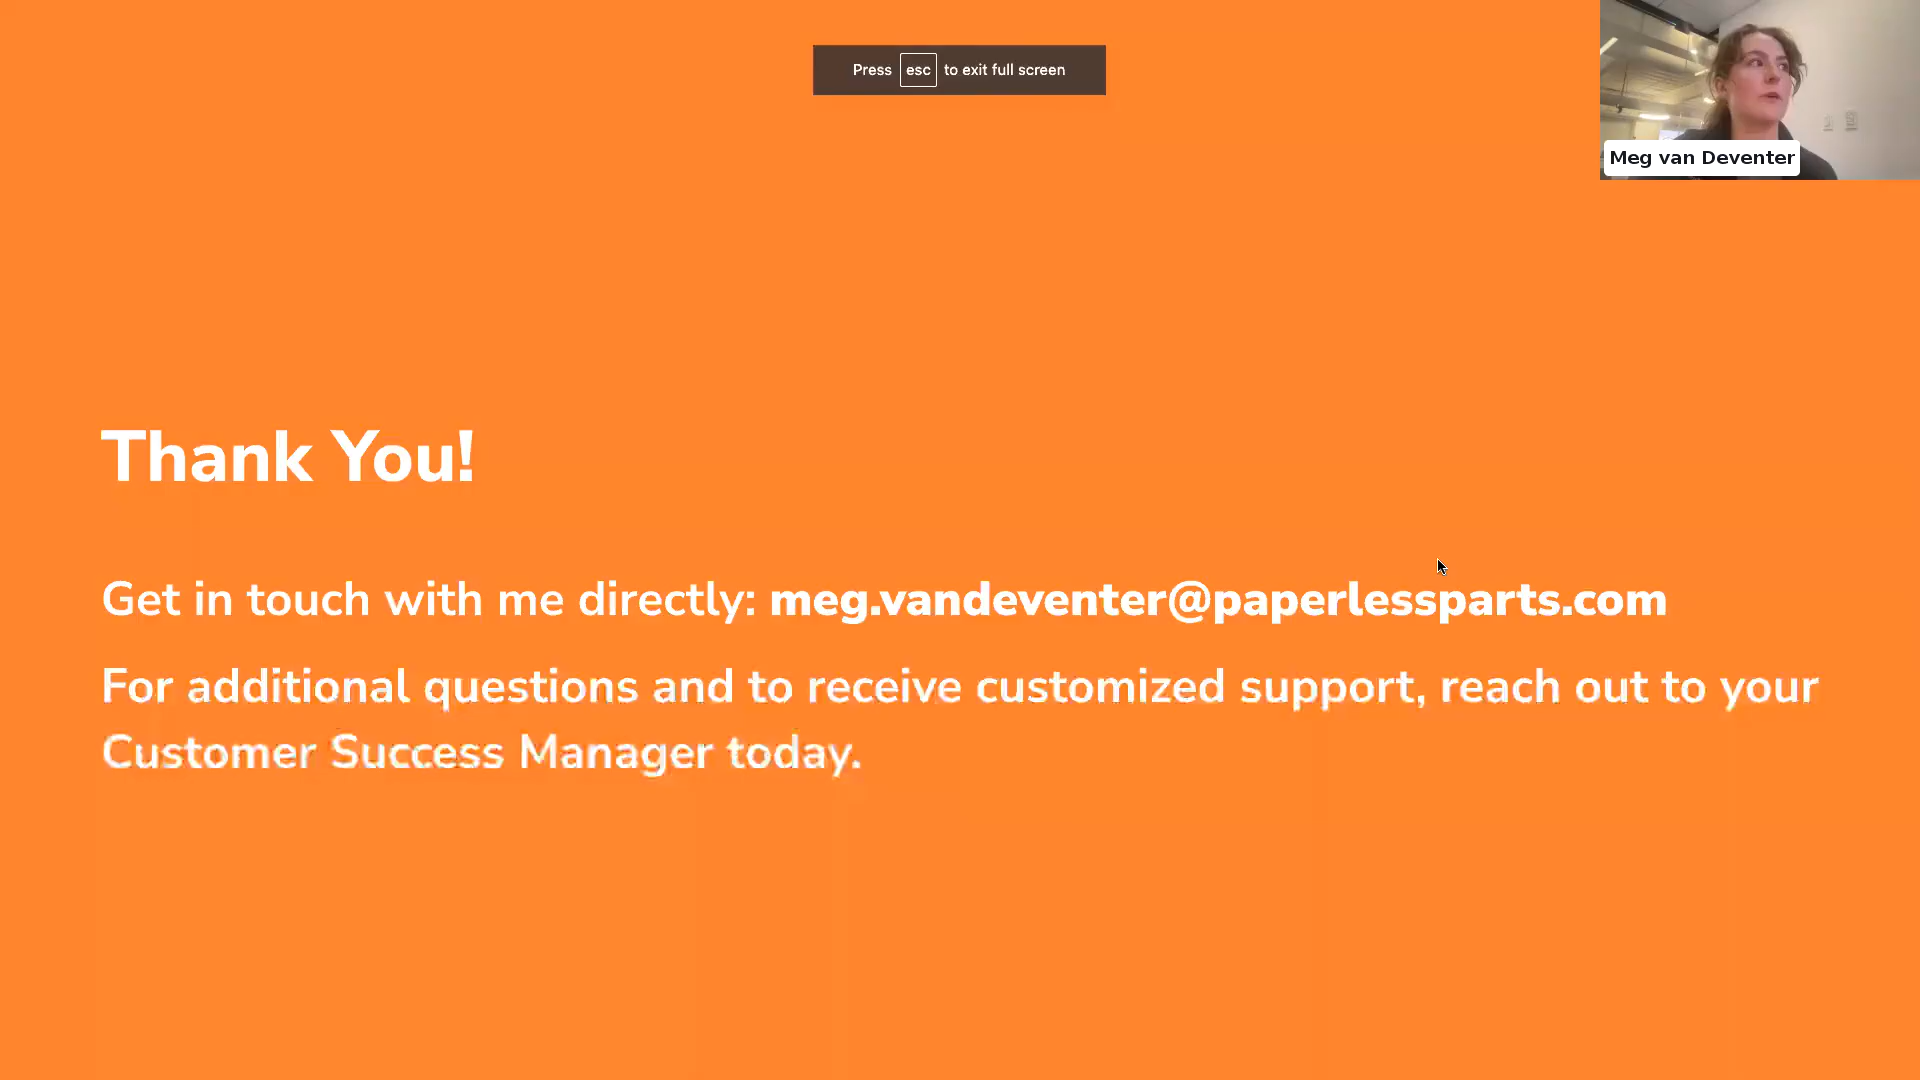 Press esc to exit full screen
Meg van Deventer
Thank You!
Get in touch with me directly: meg.vandeventer@paperlessparts.com
For additional questions and to receive customized support, reach out to your
Customer Success Manager today.